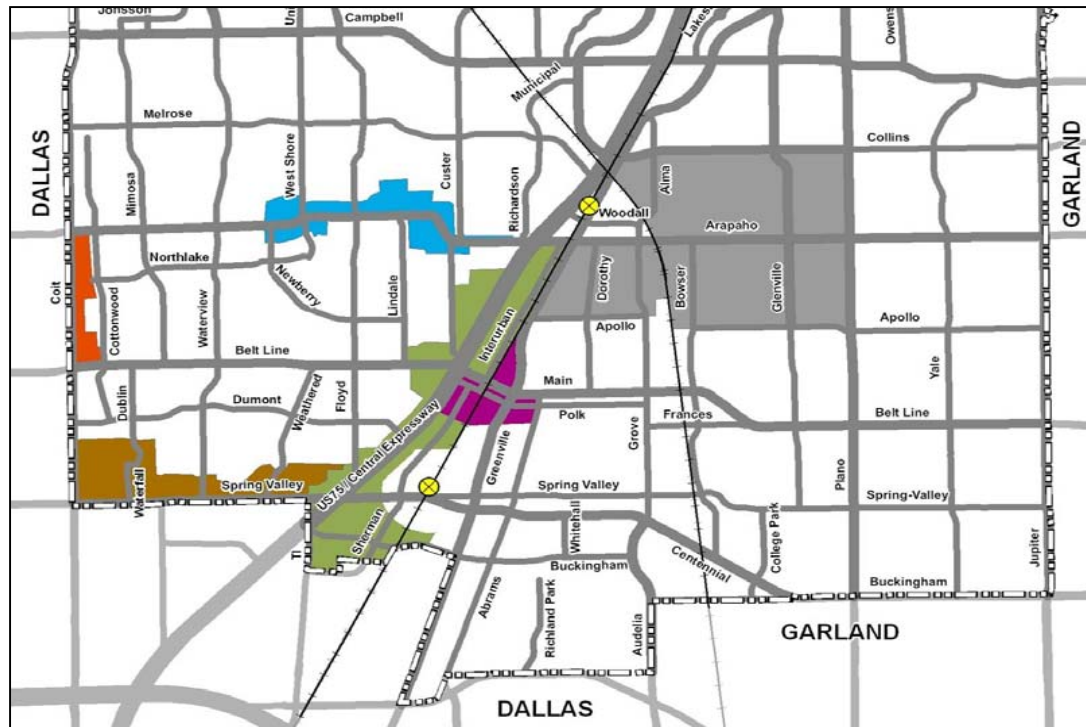 Jonsson
Campbell
Municipal
Melrose
Collins
DALLAS
GARLAND
Mimosa
West Shore
Custer
Richardson
Alma
Woodall
Arapaho
Northlake
Newberry
Coit
Cottonwood
Waterview
Lindale
Interurban
Dorothy
Bowser
Glenville
Apollo
Apollo
Yale
Belt Line
Main
Dublin
Dumont
Weathered
Floyd
Polk
Frances
Belt Line
US75 / Central Expressway
Greenville
Grove
Plano
Waterfall
Spring Valley
Spring Valley
Spring-Valley
Sherman
Whitehall
College Park
TI
Buckingham
Centennial
Buckingham
Jupiter
Abrams
Richland Park
Audelia
GARLAND
DALLAS